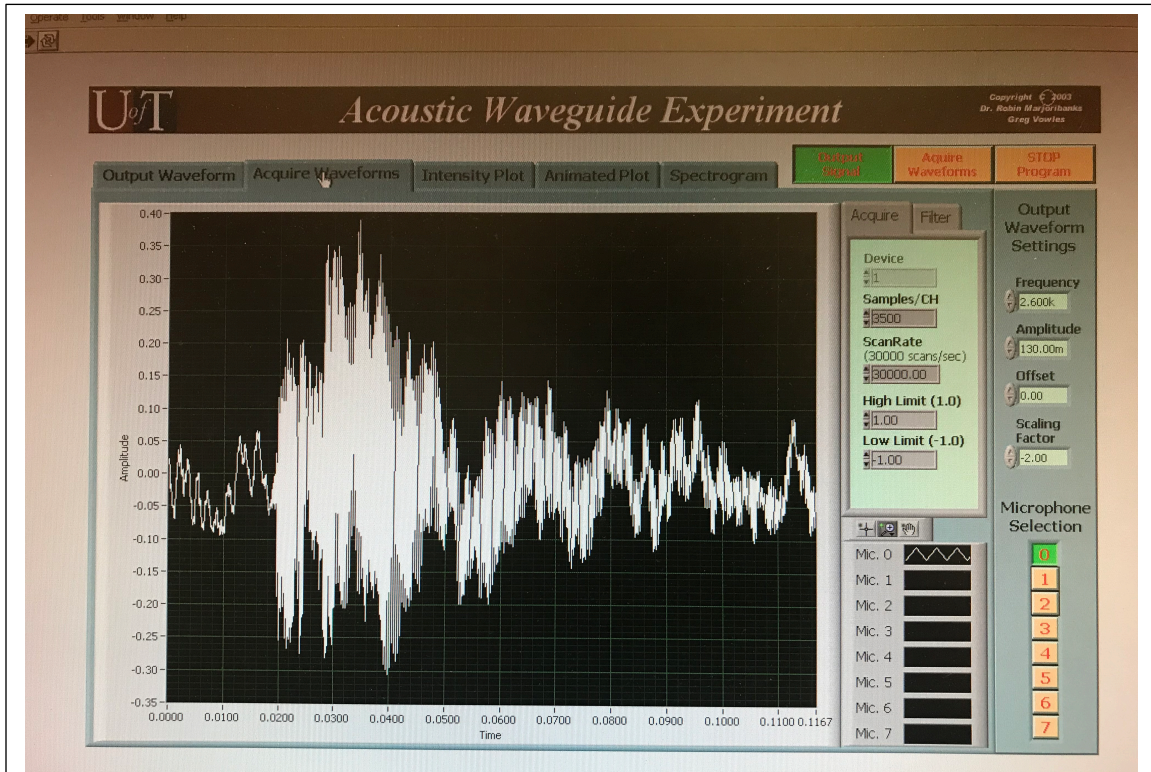 Operate Tools Window Help
UofT
Acoustic Waveguide Experiment
Copyright © 2003
Dr. Robin Marjoribanks
Greg Vowles
Output Waveform Acquire Waveforms Intensity Plot Animated Plot Spectrogram
Output
Signal
Aquire
Waveforms
STOP
Program
0.40
0.35
0.30
0.25
0.20
0.15
0.10
0.05
0.00
-0.05
-0.10
-0.15
-0.20
-0.25
-0.30
-0.35
Amplitude
0.0000 0.0100 0.0200 0.0300 0.0400 0.0500 0.0600 0.0700 0.0800 0.0900 0.1000 0.1100 0.1167
Time
Acquire Filter
Device
1
Samples/CH
3500
ScanRate
(30000 scans/sec)
30000.00
High Limit (1.0)
1.00
Low Limit (-1.0)
-1.00
Mic. 0
Mic. 1
Mic. 2
Mic. 3
Mic. 4
Mic. 5
Mic. 6
Mic. 7
Output
Waveform
Settings
Frequency
2.600k
Amplitude
130.00m
Offset
0.00
Scaling
Factor
-2.00
Microphone
Selection
0
1
2
3
4
5
6
7